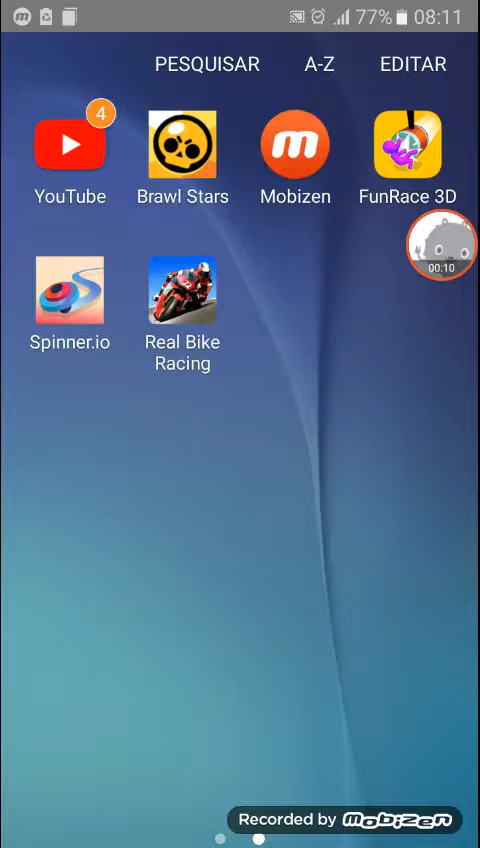 77% 08:11
PESQUISAR A-Z EDITAR
4
YouTube Brawl Stars Mobizen FunRace 3D
00:10
Spinner.io Real Bike
Racing
Recorded by Mobizen